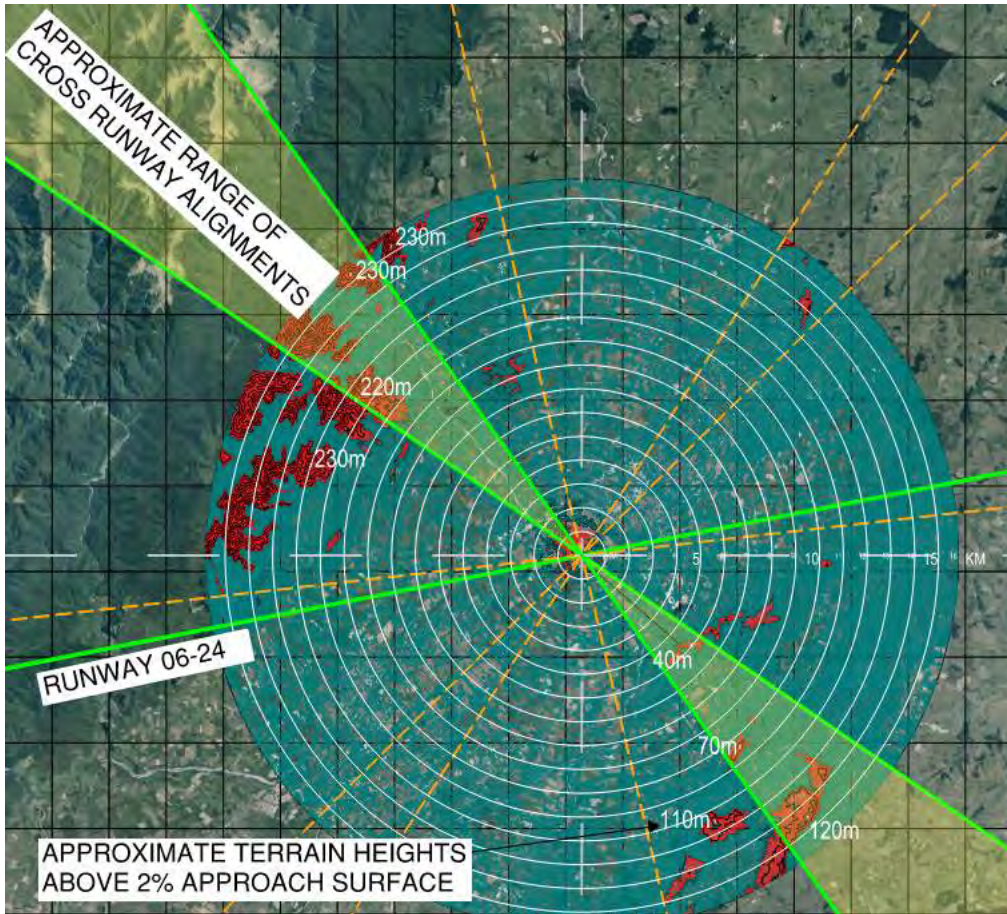 APPROXIMATE RANGE OF
CROSS RUNWAY ALIGNMENTS
230m
230m
220m
230m
5
10
15
KM
RUNWAY 06-24
40m
70m
110m
120m
APPROXIMATE TERRAIN HEIGHTS
ABOVE 2% APPROACH SURFACE